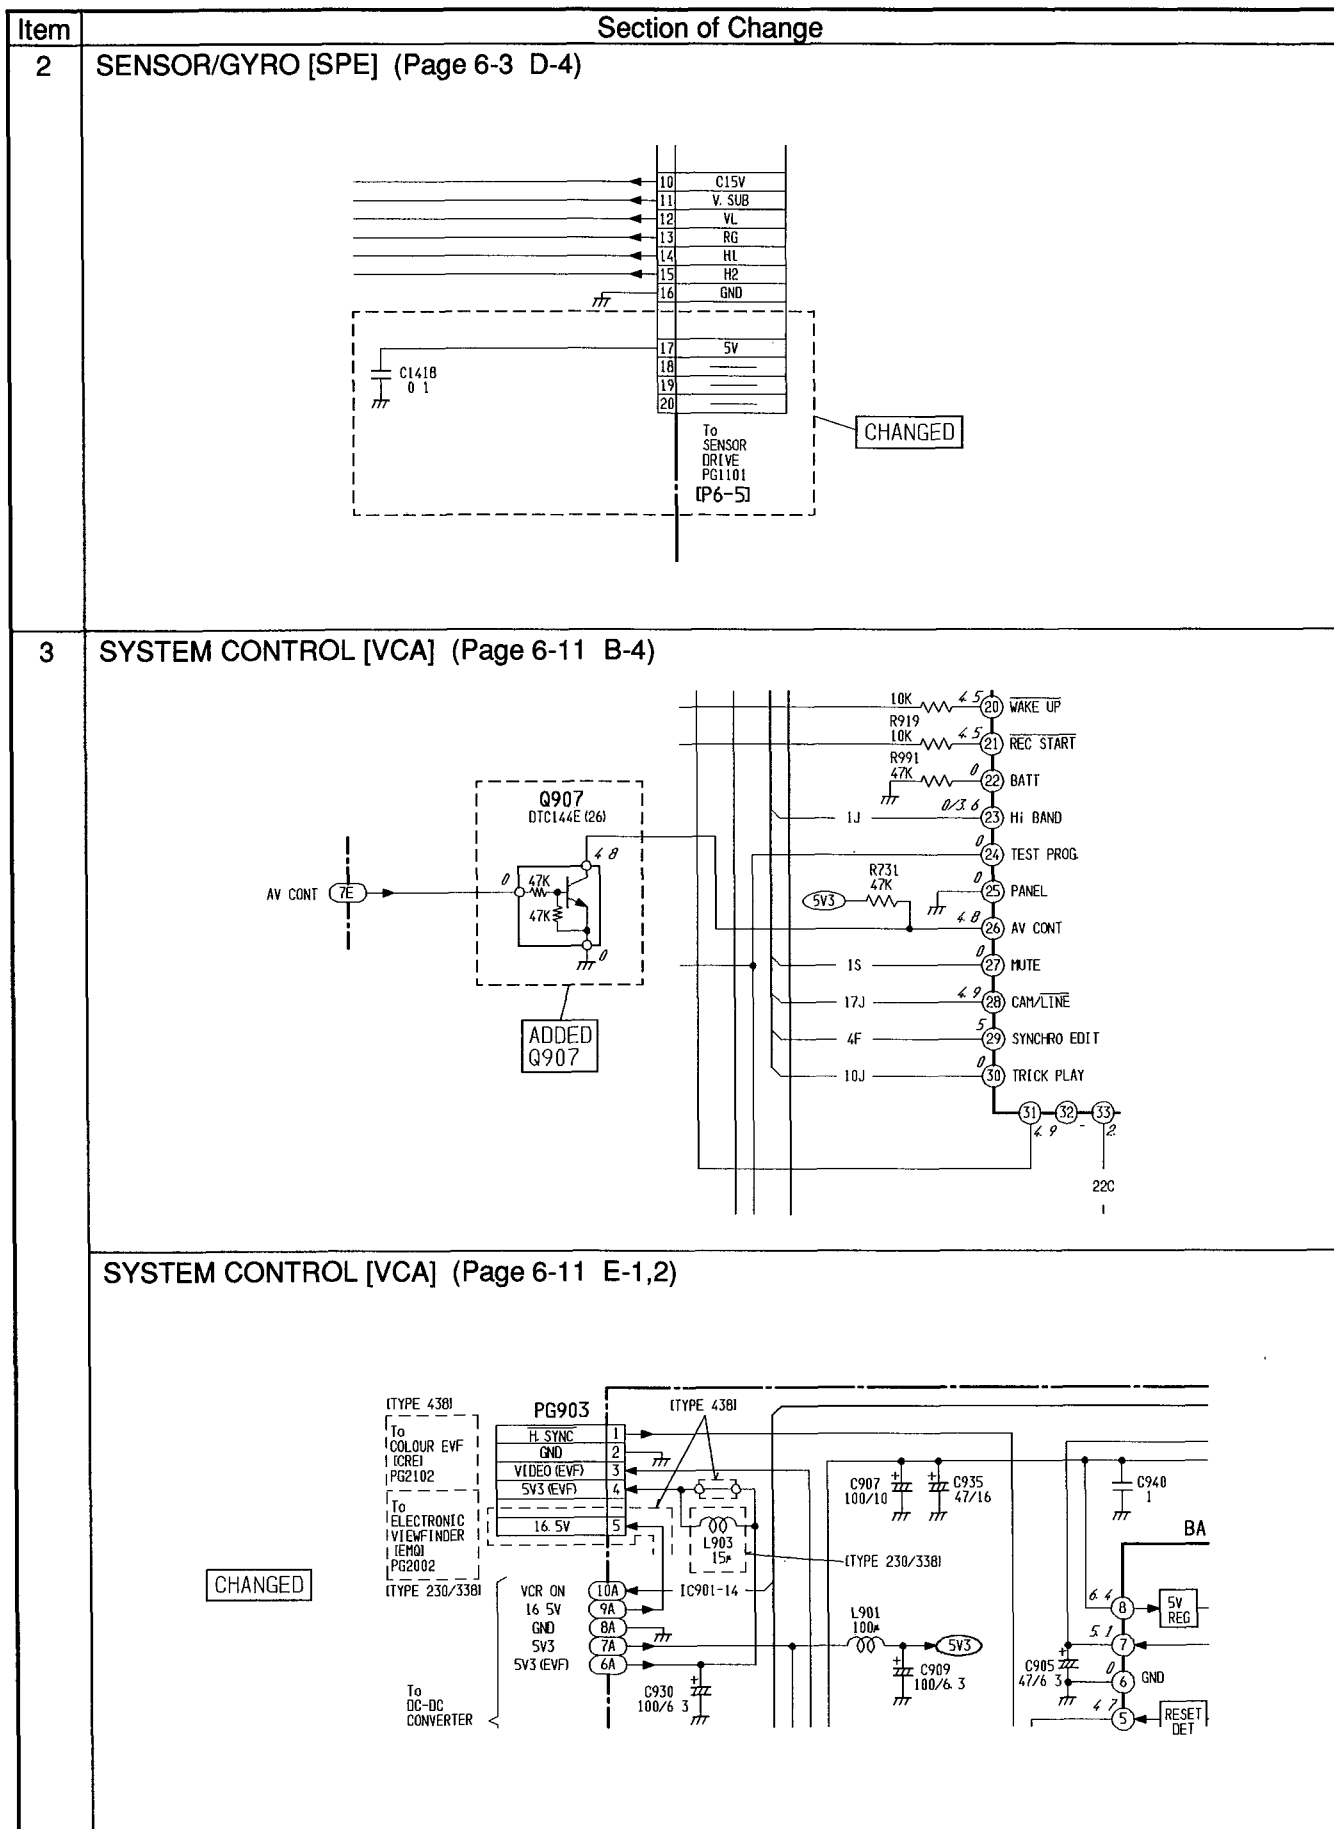 Item Section of Change
2 SENSOR/GYRO [SPE] (Page 6-3 D-4)
10 C15V
11 V. SUB
12 VL
13 RG
14 H1
15 H2
16 GND
17 5V
18
19
20
C1418
0 1
To
SENSOR
DRIVE
PG1101
[P6-5]
CHANGED
3 SYSTEM CONTROL [VCA] (Page 6-11 B-4)
10K 4.5 20 WAKE UP
R919
10K 4.5 21 REC START
R991
47K 0 22 BATT
1J 0/3.6 23 Hi BAND
0 24 TEST PROG.
R731
47K
5V3
0 25 PANEL
4.8 26 AV CONT
1S 0 27 MUTE
17J 4.9 28 CAM/LINE
4F 5 29 SYNCHRO EDIT
10J 0 30 TRICK PLAY
31 32 33
4.9 - 2.
22C
Q907
DTC144E (26)
4 8
0 47K
47K
0
AV CONT 7E
ADDED
Q907
SYSTEM CONTROL [VCA] (Page 6-11 E-1,2)
[TYPE 438]
To
COLOUR EVF
[CRE]
PG2102
To
ELECTRONIC
VIEWFINDER
[EMQ]
PG2002
[TYPE 230/338]
CHANGED
PG903
H. SYNC 1
GND 2
VIDEO (EVF) 3
5V3 (EVF) 4
16. 5V 5
[TYPE 438]
L903
15μ
[TYPE 230/338]
VCR ON 10A IC901-14
16 5V 9A
GND 8A
5V3 7A
5V3 (EVF) 6A
To
DC-DC
CONVERTER
C930
100/6 3
L901
100μ
5V3
C909
100/6. 3
C907
100/10
C935
47/16
C940
1
BA
6.4 8 5V
REG
5.1 7
C905
47/6 3
0 6 GND
4 7 5 RESET
DET